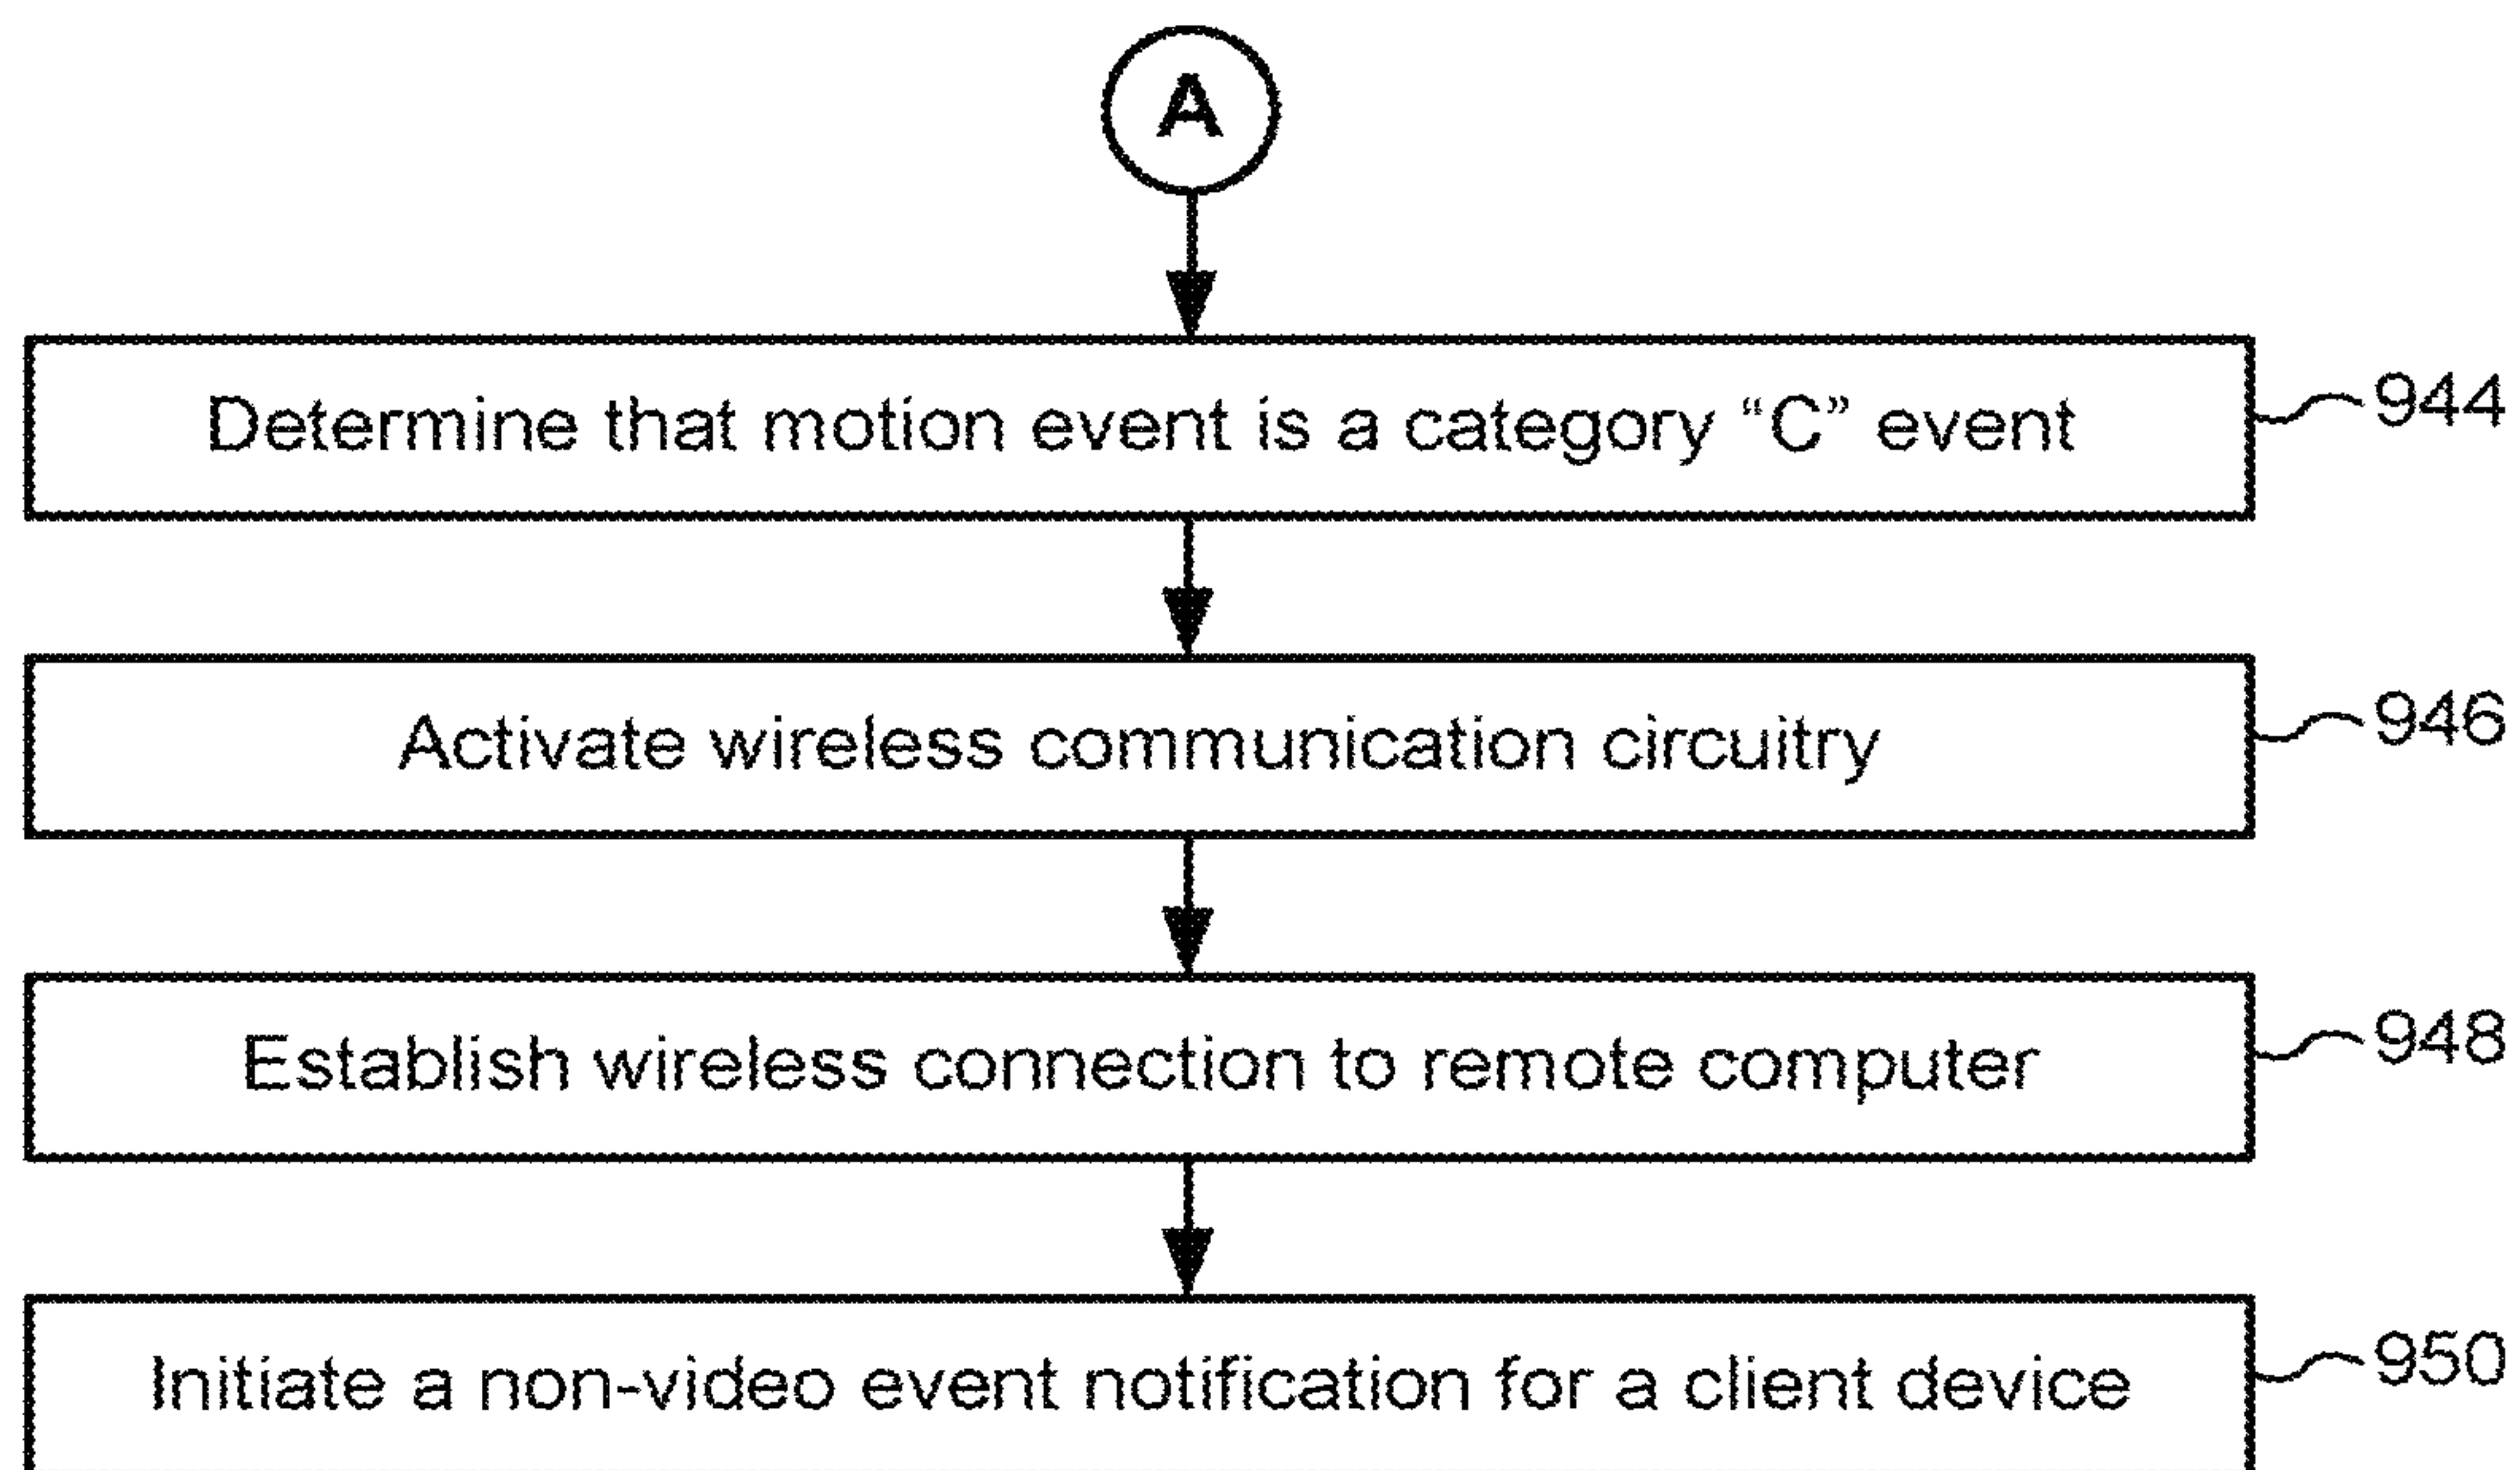 A
Determine that motion event is a category “C” event
944
Activate wireless communication circuitry
946
Establish wireless connection to remote computer
948
Initiate a non-video event notification for a client device
950